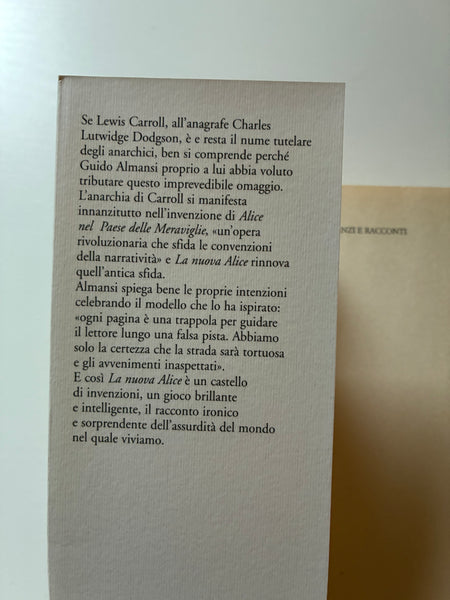 Se Lewis Carroll, all'anagrafe Charles
Lutwidge Dodgson, è e resta il nume tutelare
degli anarchici, ben si comprende perché
Guido Almansi proprio a lui abbia voluto
tributare questo imprevedibile omaggio.
L'anarchia di Carroll si manifesta
innanzitutto nell'invenzione di Alice
nel Paese delle Meraviglie, «un'opera
rivoluzionaria che sfida le convenzioni
della narratività» e La nuova Alice rinnova
quell'antica sfida.
Almansi spiega bene le proprie intenzioni
celebrando il modello che lo ha ispirato:
«ogni pagina è una trappola per guidare
il lettore lungo una falsa pista. Abbiamo
solo la certezza che la strada sarà tortuosa
e gli avvenimenti inaspettati».
E così La nuova Alice è un castello
di invenzioni, un gioco brillante
e intelligente, il racconto ironico
e sorprendente dell'assurdità del mondo
nel quale viviamo.
NZI E RACCONTI